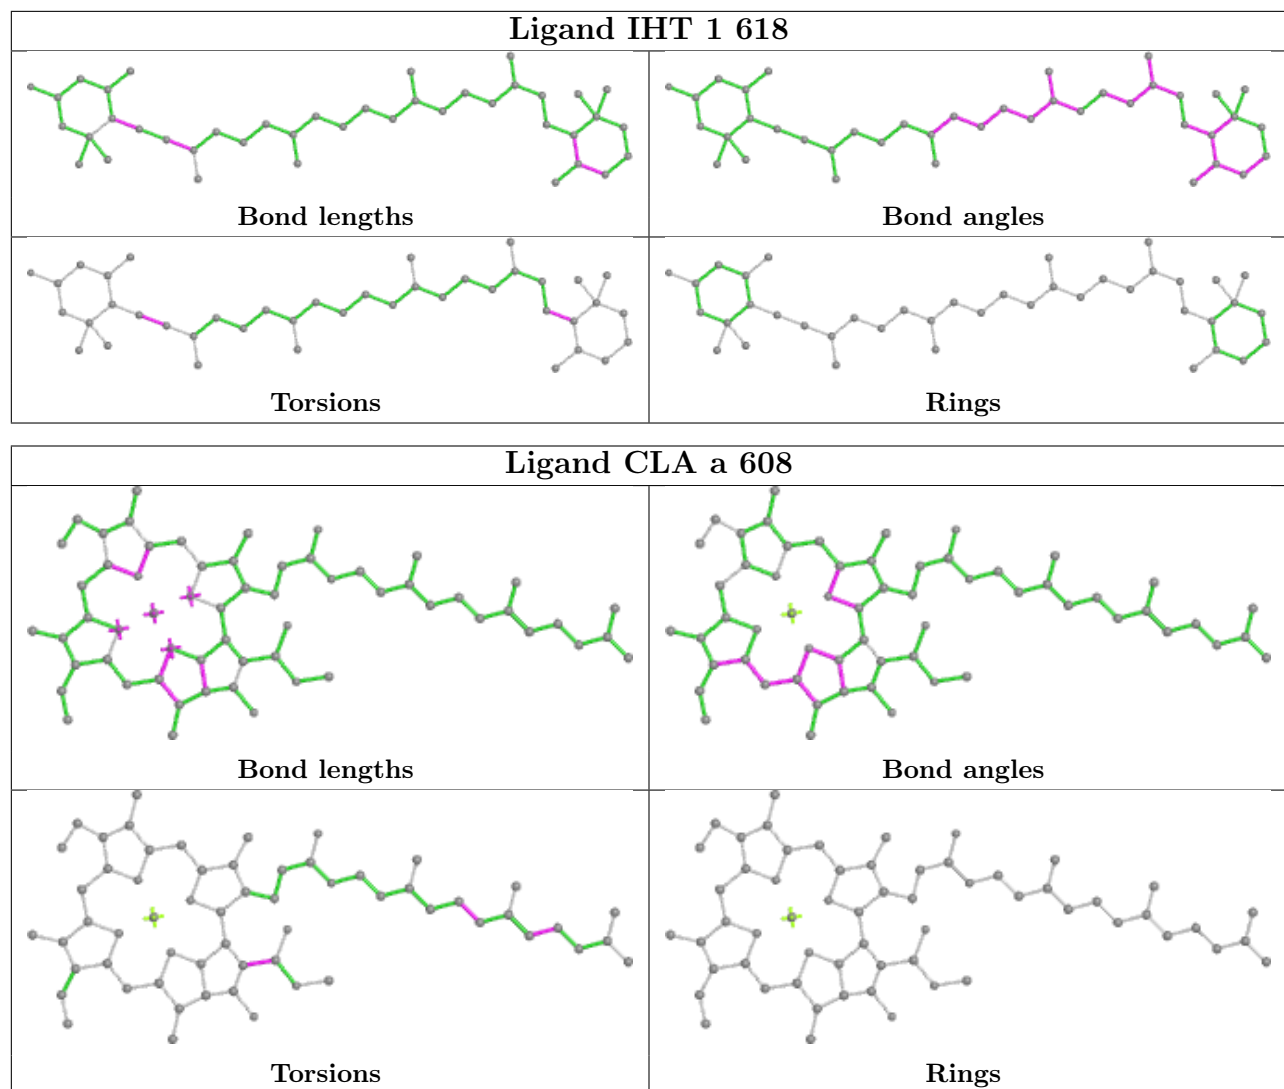 Ligand IHT 1 618
Bond lengths
Bond angles
Torsions
Rings
Ligand CLA a 608
Bond lengths
Bond angles
Torsions
Rings